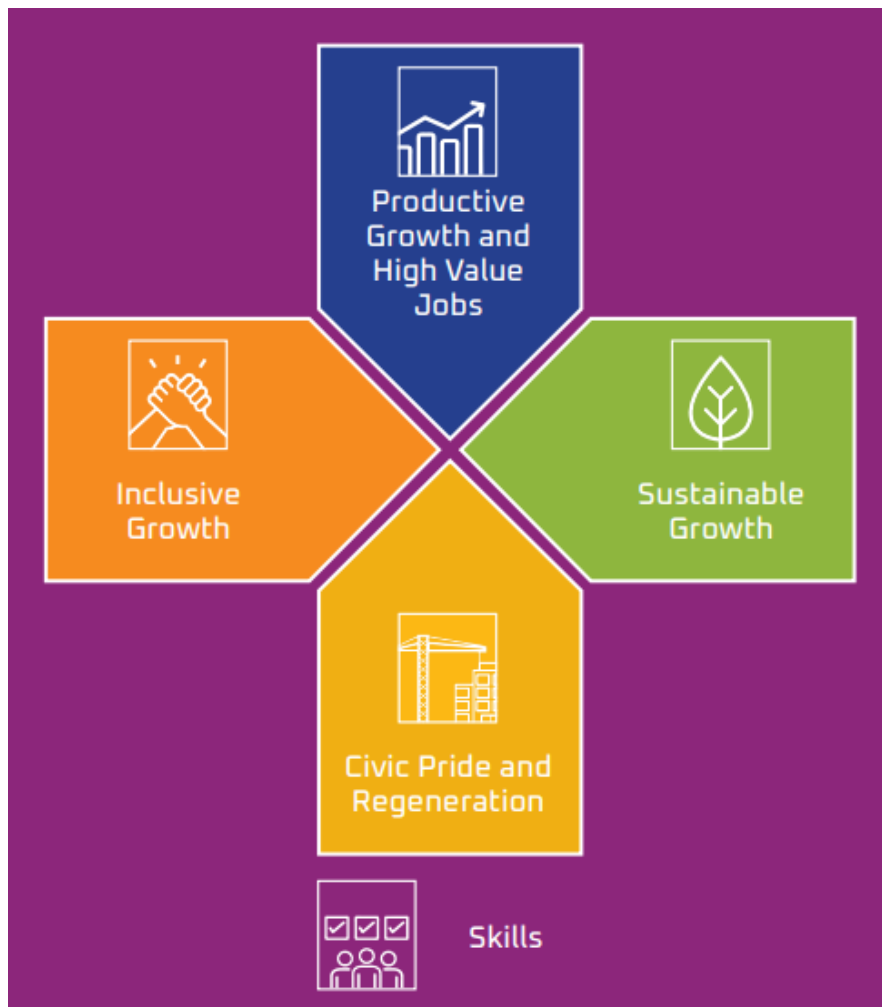 Productive
Growth and
High Value
Jobs
Inclusive
Growth
Sustainable
Growth
Civic Pride and
Regeneration
Skills